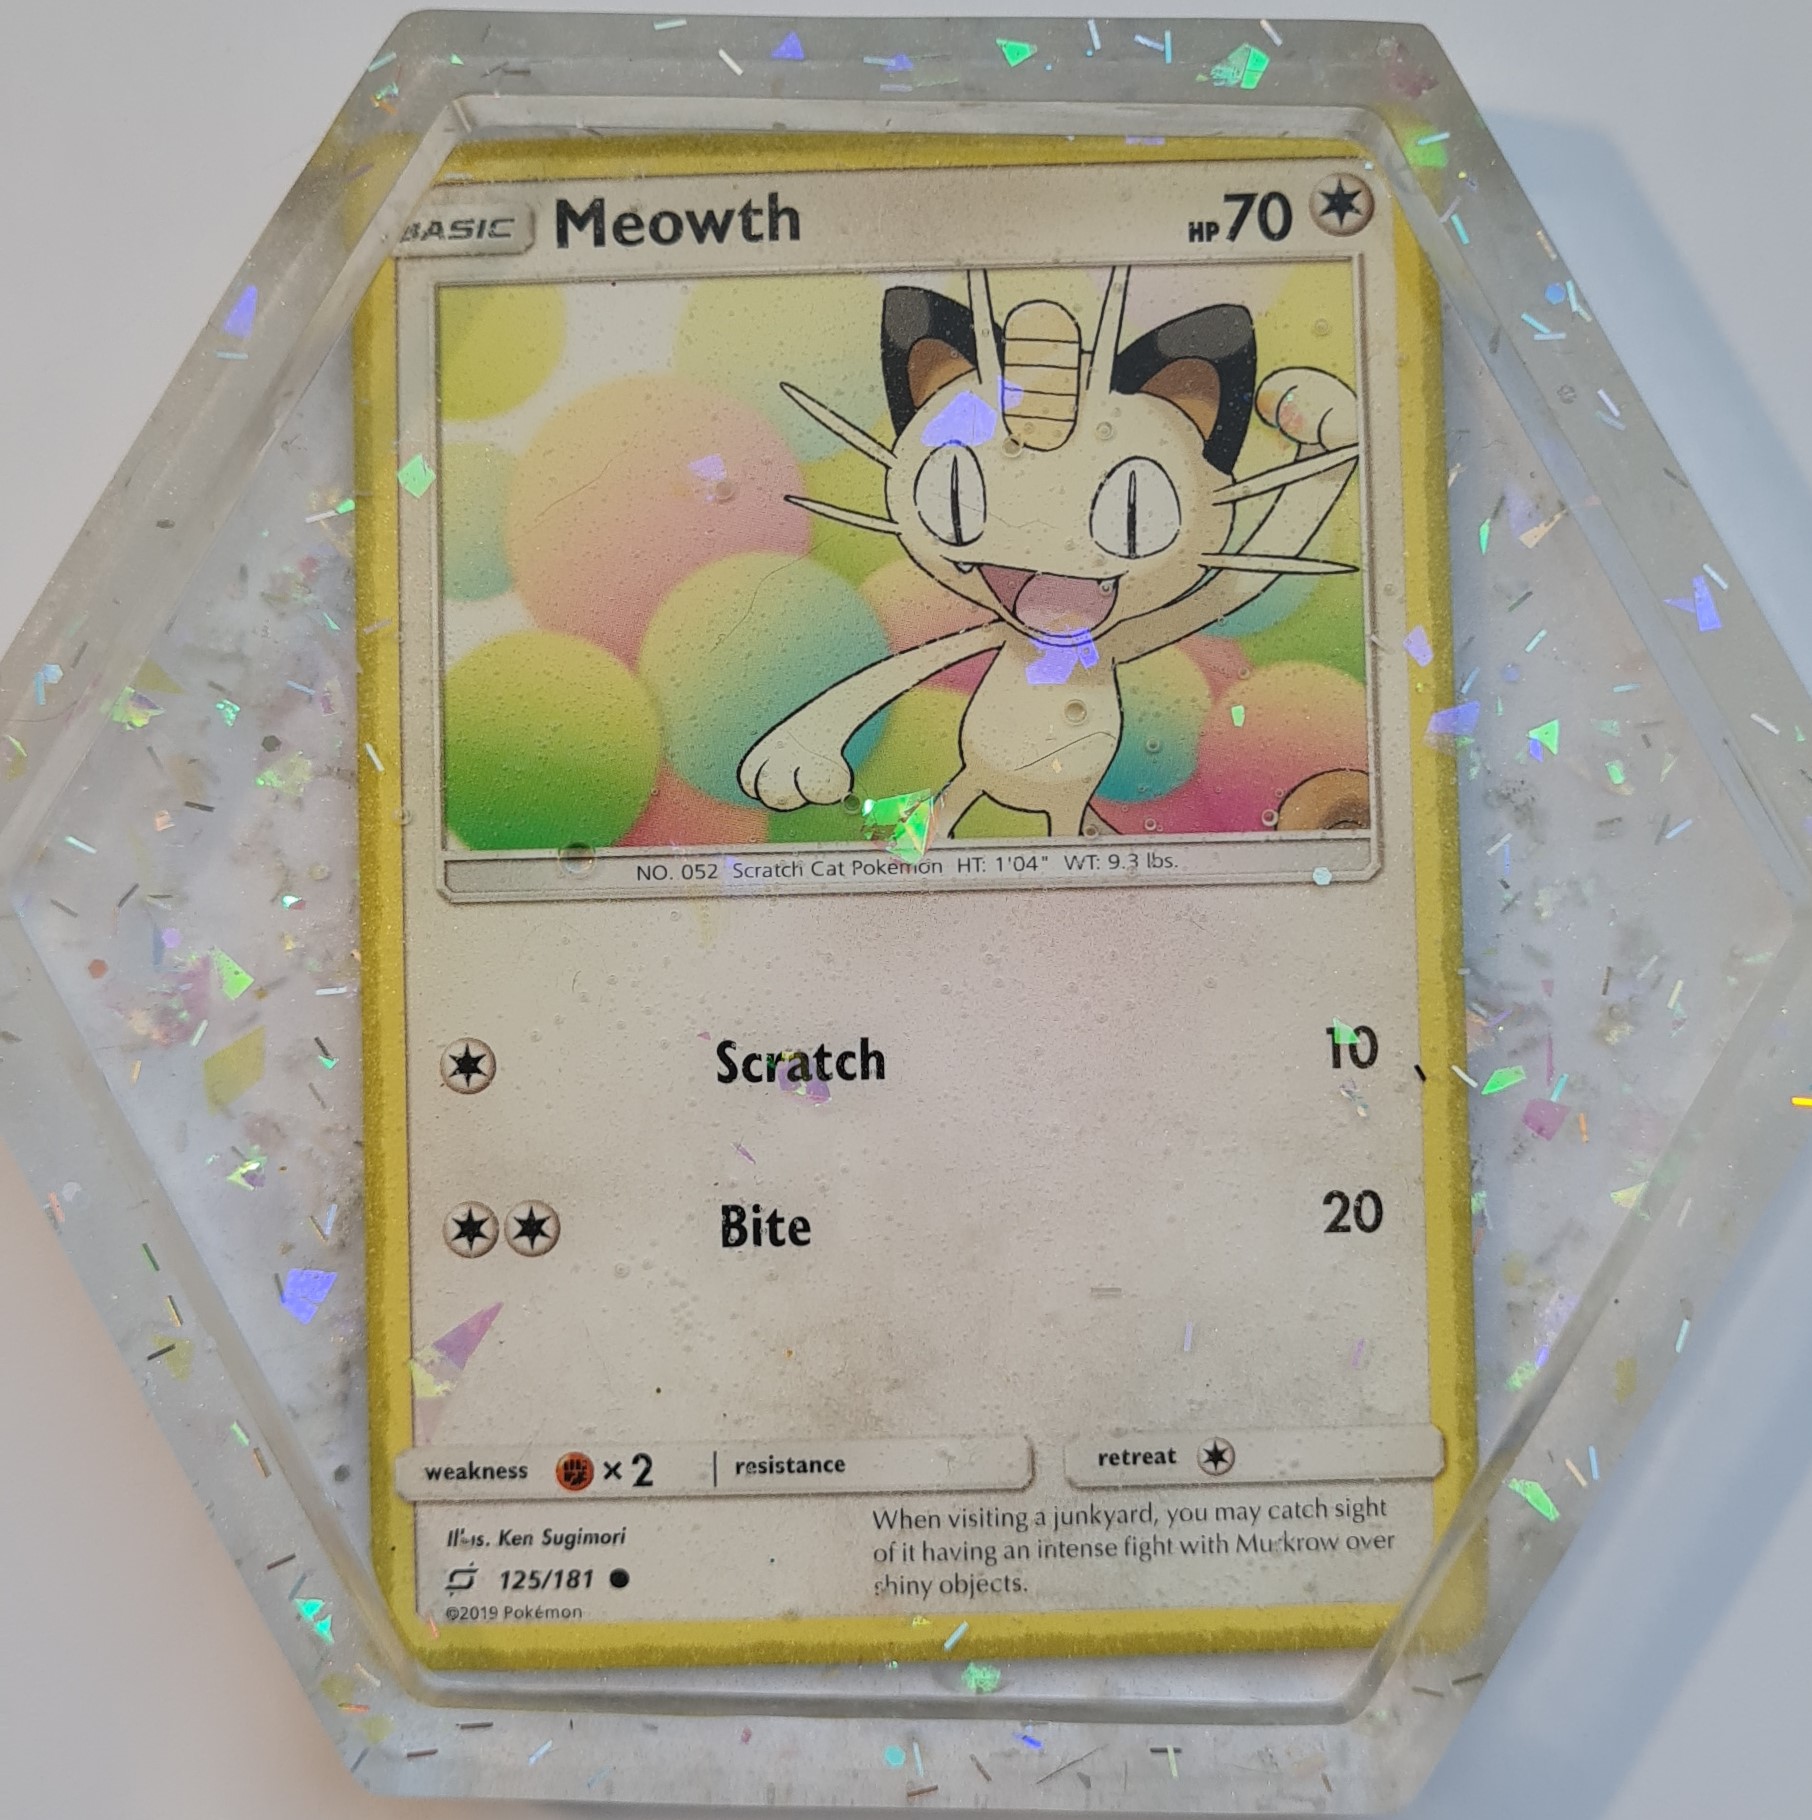 BASIC Meowth HP 70
NO. 052 Scratch Cat Pokémon HT: 1'04" WT: 9.3 lbs.
Scratch 10
Bite 20
weakness × 2 | resistance retreat
Illus. Ken Sugimori
125/181
©2019 Pokémon
When visiting a junkyard, you may catch sight
of it having an intense fight with Murkrow over
shiny objects.